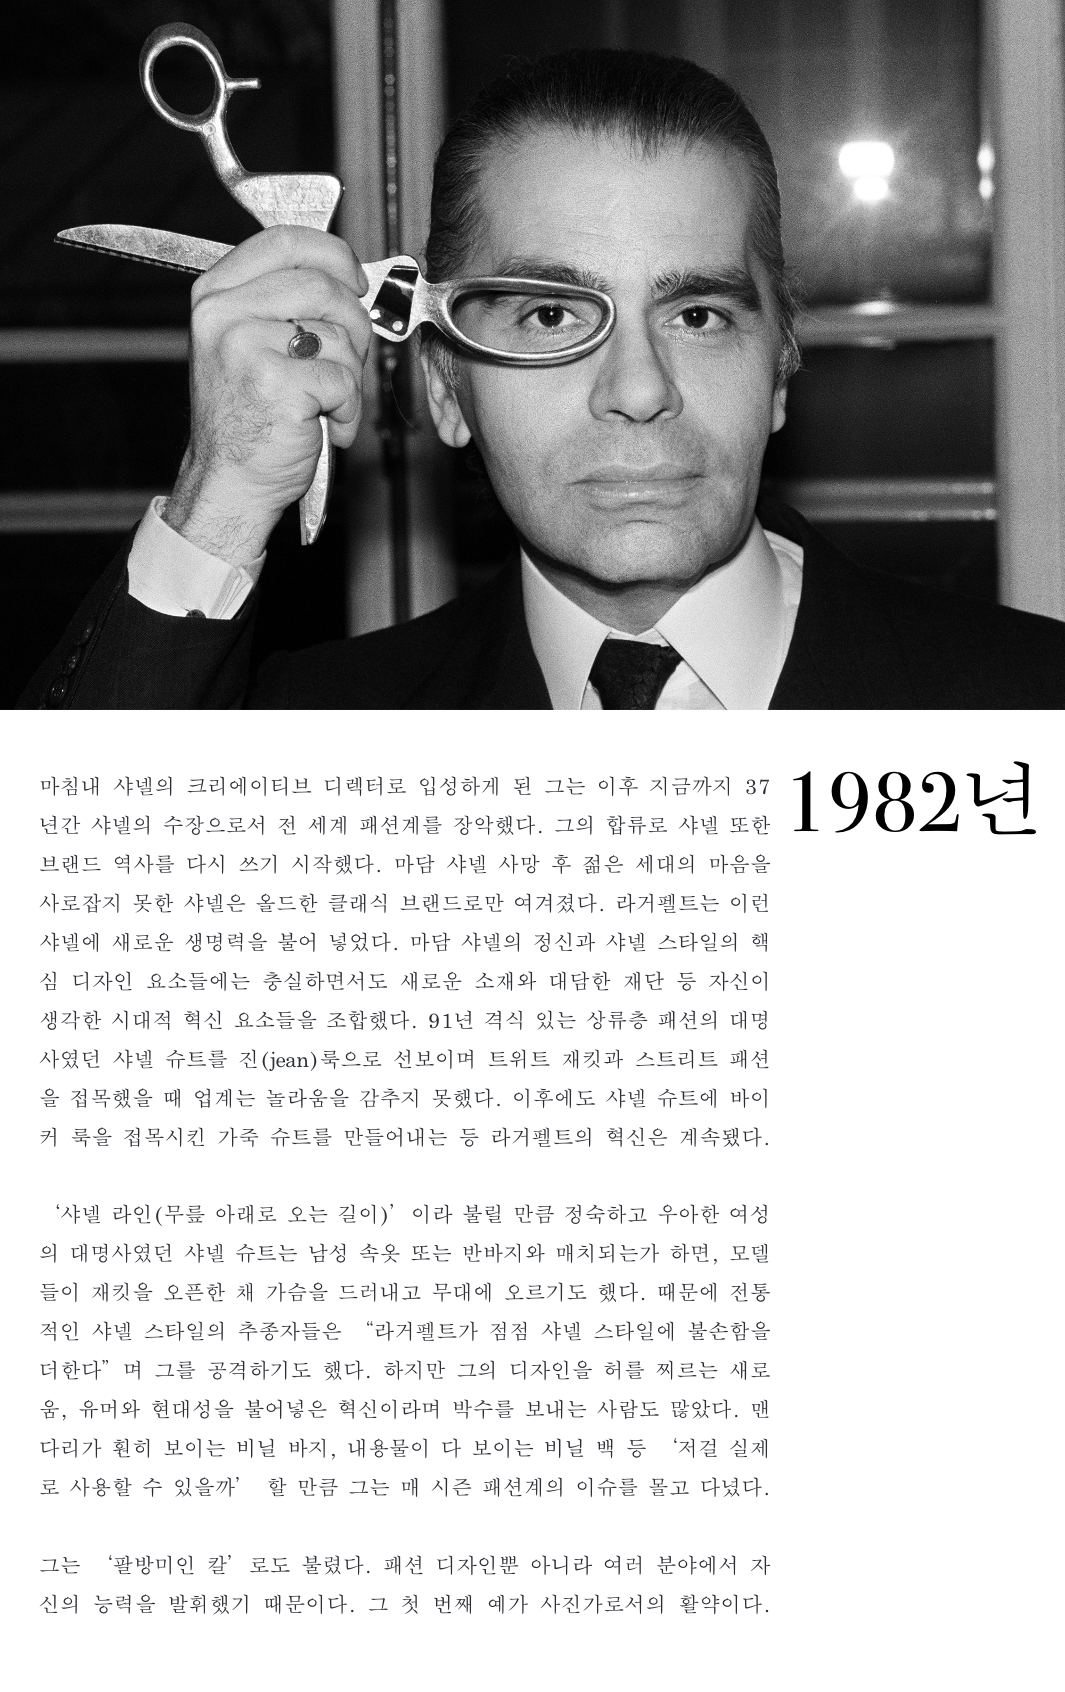 마침내 샤넬의 크리에이티브 디렉터로 입성하게 된 그는 이후 지금까지 37
년간 샤넬의 수장으로서 전 세계 패션계를 장악했다. 그의 합류로 샤넬 또한
브랜드 역사를 다시 쓰기 시작했다. 마담 샤넬 사망 후 젊은 세대의 마음을
사로잡지 못한 샤넬은 올드한 클래식 브랜드로만 여겨졌다. 라거펠트는 이런
샤넬에 새로운 생명력을 불어 넣었다. 마담 샤넬의 정신과 샤넬 스타일의 핵
심 디자인 요소들에는 충실하면서도 새로운 소재와 대담한 재단 등 자신이
생각한 시대적 혁신 요소들을 조합했다. 91년 격식 있는 상류층 패션의 대명
사였던 샤넬 슈트를 진(jean)룩으로 선보이며 트위트 재킷과 스트리트 패션
을 접목했을 때 업계는 놀라움을 감추지 못했다. 이후에도 샤넬 슈트에 바이
커 룩을 접목시킨 가죽 슈트를 만들어내는 등 라거펠트의 혁신은 계속됐다.
1982년
‘샤넬 라인(무릎 아래로 오는 길이)’이라 불릴 만큼 정숙하고 우아한 여성
의 대명사였던 샤넬 슈트는 남성 속옷 또는 반바지와 매치되는가 하면, 모델
들이 재킷을 오픈한 채 가슴을 드러내고 무대에 오르기도 했다. 때문에 전통
적인 샤넬 스타일의 추종자들은 “라거펠트가 점점 샤넬 스타일에 불손함을
더한다”며 그를 공격하기도 했다. 하지만 그의 디자인을 허를 찌르는 새로
움, 유머와 현대성을 불어넣은 혁신이라며 박수를 보내는 사람도 많았다. 맨
다리가 훤히 보이는 비닐 바지, 내용물이 다 보이는 비닐 백 등 ‘저걸 실제
로 사용할 수 있을까’ 할 만큼 그는 매 시즌 패션계의 이슈를 몰고 다녔다.
그는 ‘팔방미인 칼’로도 불렸다. 패션 디자인뿐 아니라 여러 분야에서 자
신의 능력을 발휘했기 때문이다. 그 첫 번째 예가 사진가로서의 활약이다.